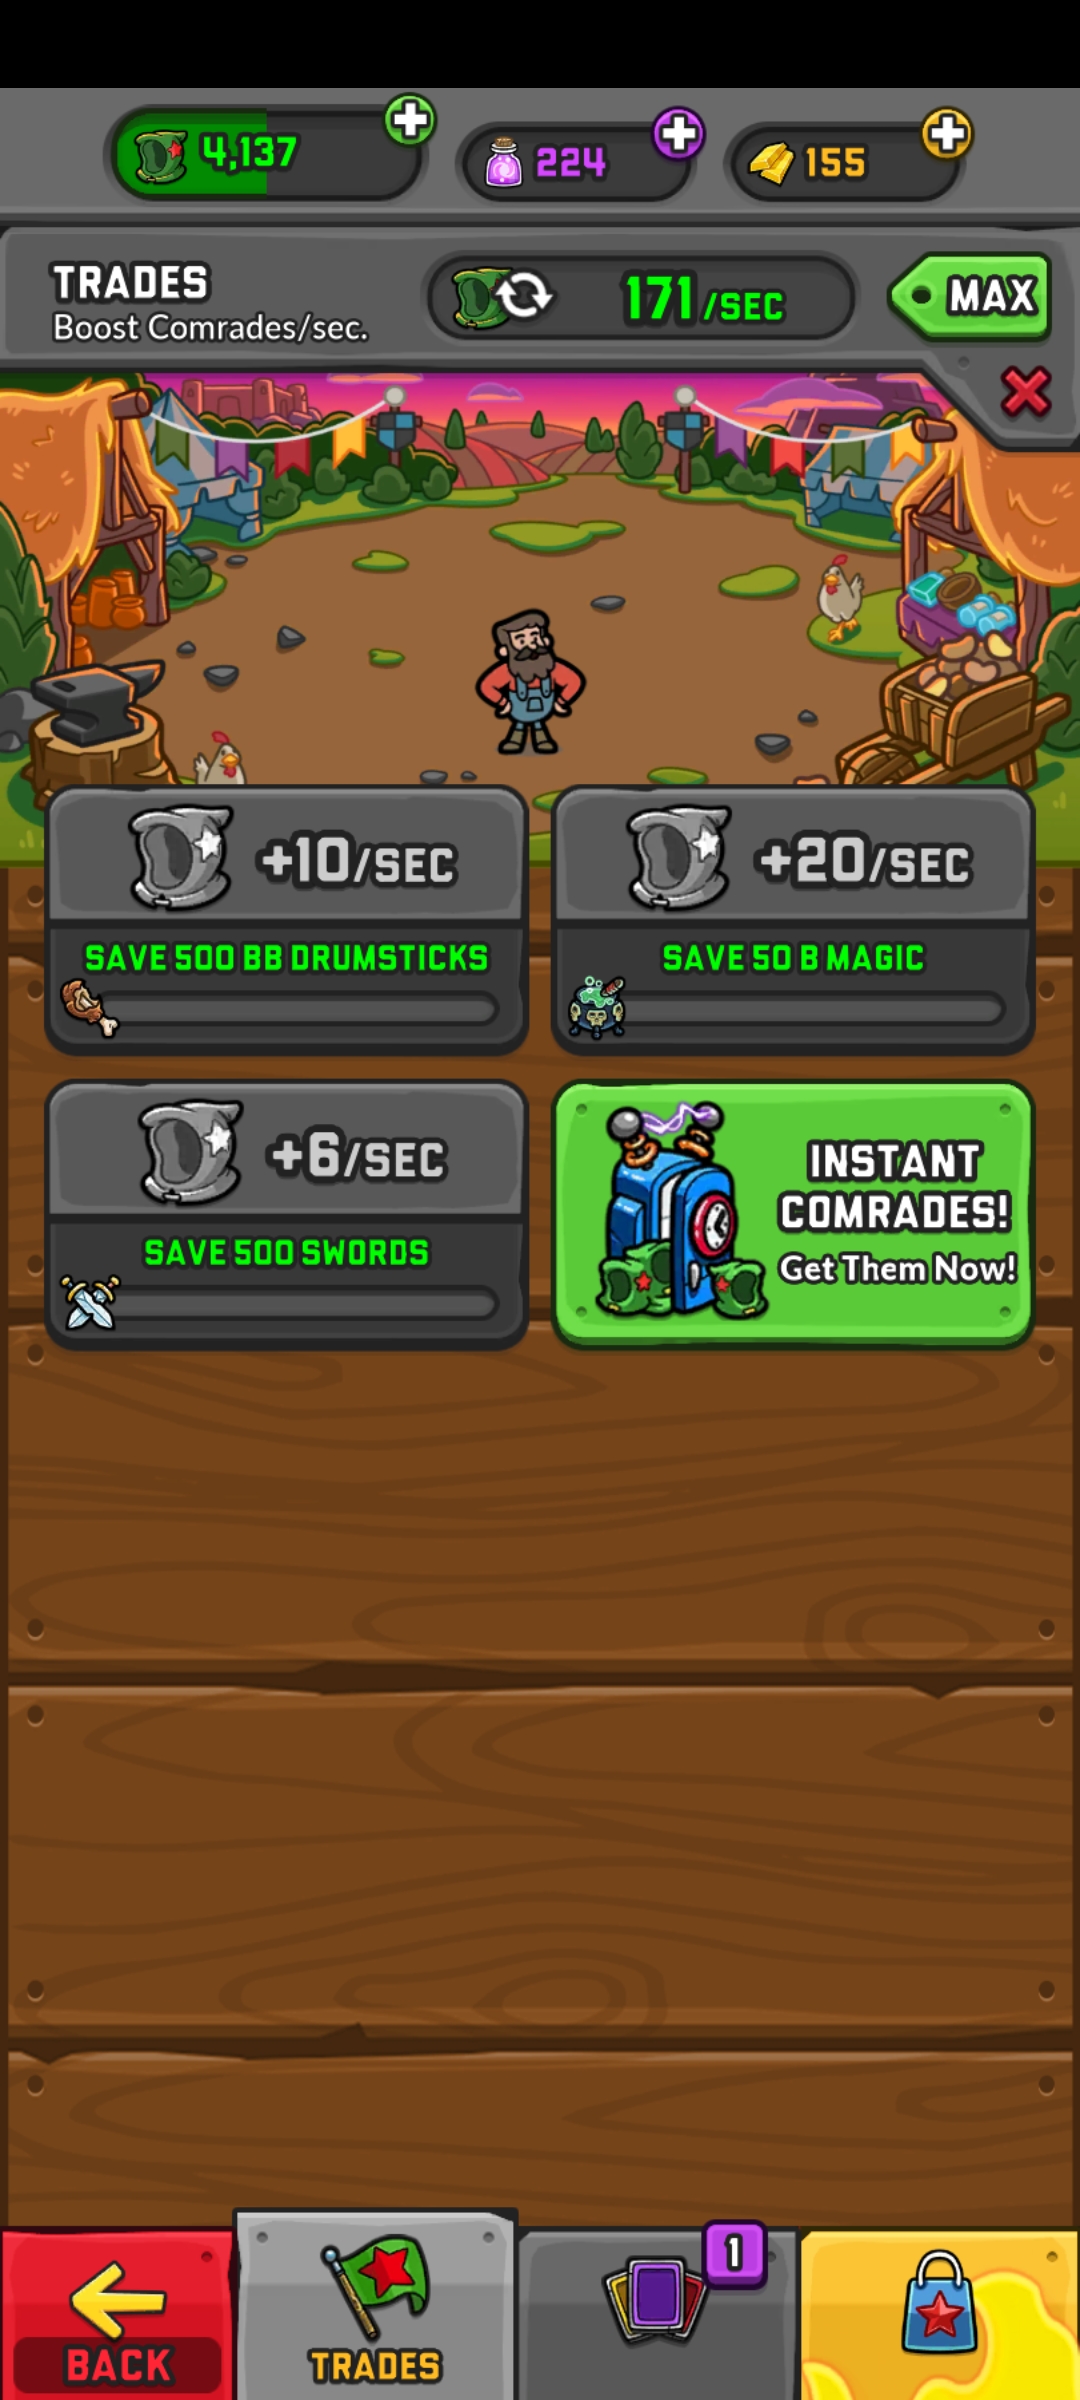 4,137
224
155
TRADES
Boost Comrades/sec.
171/SEC
MAX
+10/SEC
SAVE 500 BB DRUMSTICKS
+20/SEC
SAVE 50 B MAGIC
+6/SEC
SAVE 500 SWORDS
INSTANT
COMRADES!
Get Them Now!
1
BACK
TRADES